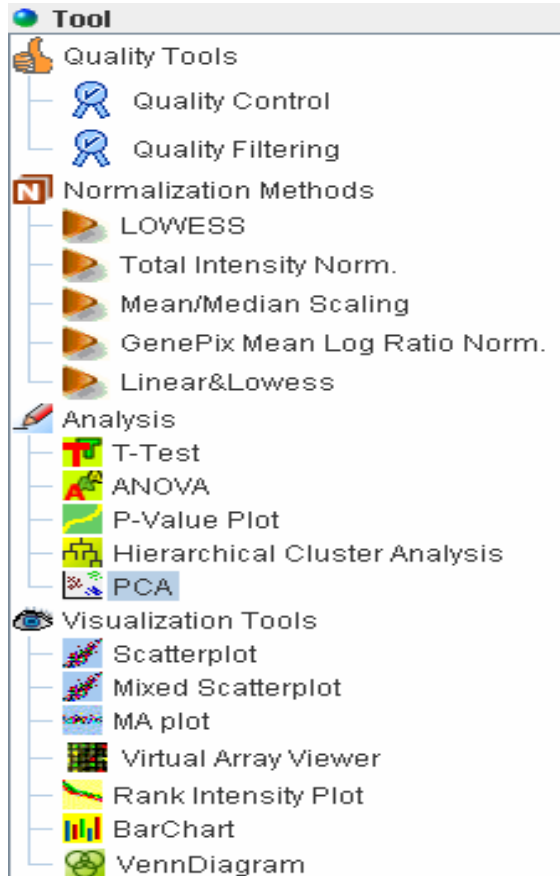 Tool
Quality Tools
Quality Control
Quality Filtering
N Normalization Methods
LOWESS
Total Intensity Norm.
Mean/Median Scaling
GenePix Mean Log Ratio Norm.
Linear&Lowess
Analysis
T-Test
ANOVA
P-Value Plot
Hierarchical Cluster Analysis
PCA
Visualization Tools
Scatterplot
Mixed Scatterplot
MA plot
Virtual Array Viewer
Rank Intensity Plot
BarChart
VennDiagram